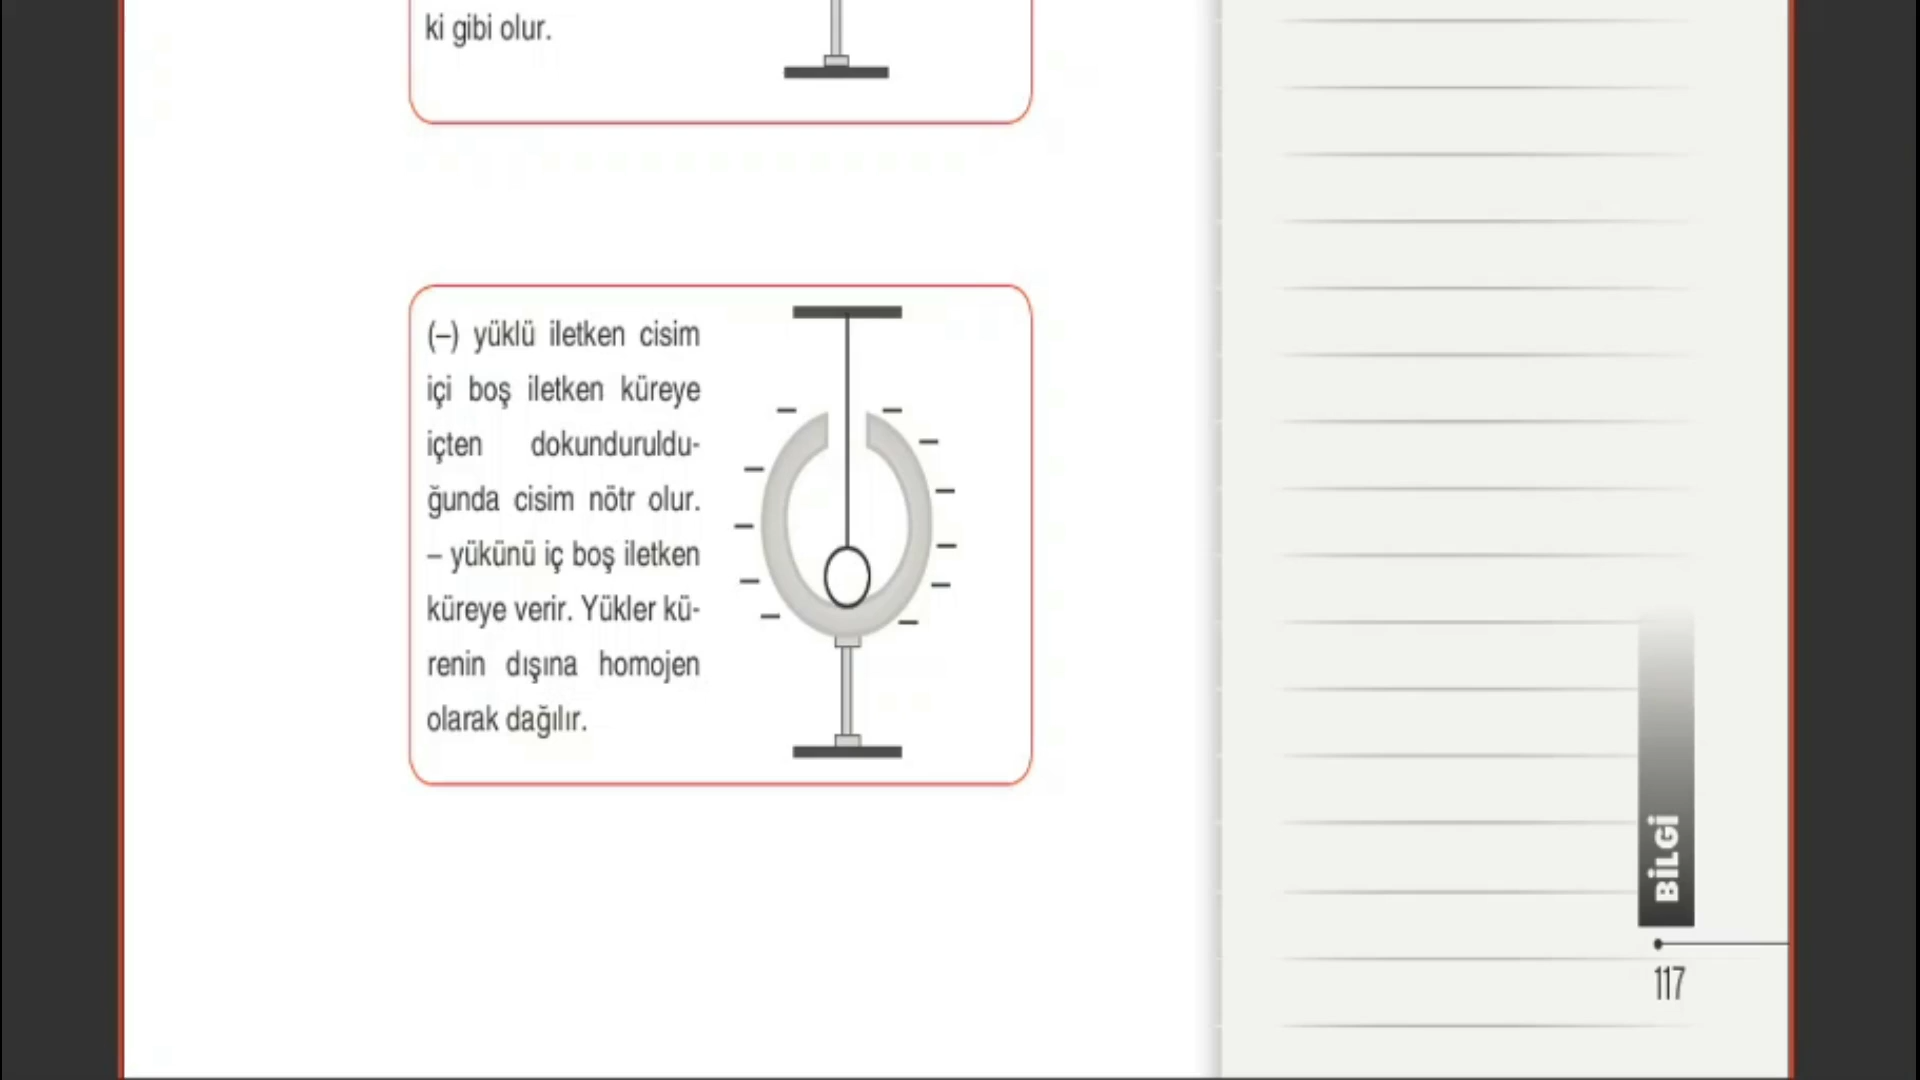 ki gibi olur.
(–) yüklü iletken cisim
içi boş iletken küreye
içten dokunduruldu-
ğunda cisim nötr olur.
– yükünü iç boş iletken
küreye verir. Yükler kü-
renin dışına homojen
olarak dağılır.
BİLGİ
117